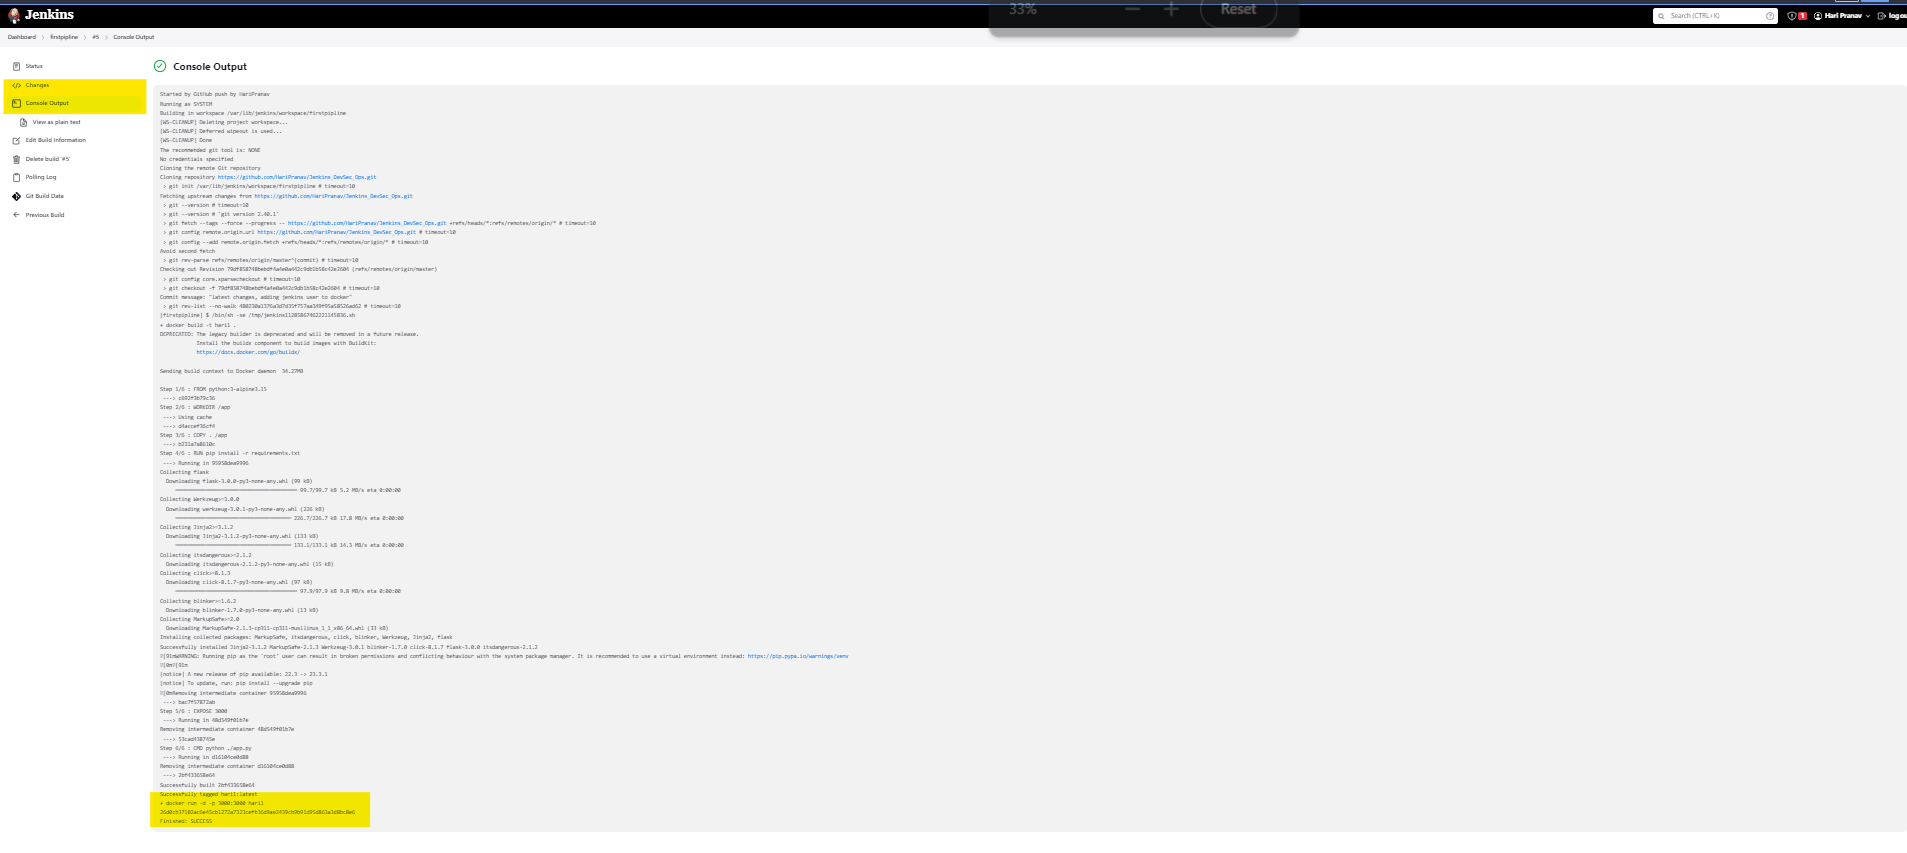 33%
Reset
Jenkins
Search (CTRL+K)
1
Hari Pranav
log ou
Dashboard > firstpipline > #5 > Console Output
Status
Changes
Console Output
View as plain text
Edit Build Information
Delete build '#5'
Polling Log
Git Build Data
Previous Build
Console Output
Started by GitHub push by HariPranav
Running as SYSTEM
Building in workspace /var/lib/jenkins/workspace/firstpipline
[WS-CLEANUP] Deleting project workspace...
[WS-CLEANUP] Deferred wipeout is used...
[WS-CLEANUP] Done
The recommended git tool is: NONE
No credentials specified
Cloning the remote Git repository
Cloning repository https://github.com/HariPranav/Jenkins_DevSec_Ops.git
> git init /var/lib/jenkins/workspace/firstpipline # timeout=10
Fetching upstream changes from https://github.com/HariPranav/Jenkins_DevSec_Ops.git
> git --version # timeout=10
> git --version # 'git version 2.40.1'
> git fetch --tags --force --progress -- https://github.com/HariPranav/Jenkins_DevSec_Ops.git +refs/heads/*:refs/remotes/origin/* # timeout=10
> git config remote.origin.url https://github.com/HariPranav/Jenkins_DevSec_Ops.git # timeout=10
> git config --add remote.origin.fetch +refs/heads/*:refs/remotes/origin/* # timeout=10
Avoid second fetch
> git rev-parse refs/remotes/origin/master^{commit} # timeout=10
Checking out Revision (refs/remotes/origin/master)
> git config core.sparsecheckout # timeout=10
> git checkout -f # timeout=10
Commit message: "latest changes, adding jenkins user to docker"
> git rev-list --no-walk # timeout=10
[firstpipline] $ /bin/sh -xe
+ docker build -t hari1 .
DEPRECATED: The legacy builder is deprecated and will be removed in a future release.
Install the buildx component to build images with BuildKit:
https://docs.docker.com/go/buildx/
Sending build context to Docker daemon 34.27MB
Step 1/6 : FROM python:3-alpine3.15
---> c692f3b79c36
Step 2/6 : WORKDIR /app
---> Using cache
---> d4accef36cf4
Step 3/6 : COPY . /app
---> b231a7a8610c
Step 4/6 : RUN pip install -r requirements.txt
---> Running in 95958dea9996
Collecting flask
Downloading flask-3.0.0-py3-none-any.whl (99 kB)
99.7/99.7 kB 5.2 MB/s eta 0:00:00
Collecting Werkzeug>=3.0.0
Downloading werkzeug-3.0.1-py3-none-any.whl (226 kB)
226.7/226.7 kB 17.8 MB/s eta 0:00:00
Collecting Jinja2>=3.1.2
Downloading Jinja2-3.1.2-py3-none-any.whl (133 kB)
133.1/133.1 kB 14.3 MB/s eta 0:00:00
Collecting itsdangerous>=2.1.2
Downloading itsdangerous-2.1.2-py3-none-any.whl (15 kB)
Collecting click>=8.1.3
Downloading click-8.1.7-py3-none-any.whl (97 kB)
97.9/97.9 kB 9.8 MB/s eta 0:00:00
Collecting blinker>=1.6.2
Downloading blinker-1.7.0-py3-none-any.whl (13 kB)
Collecting MarkupSafe>=2.0
Downloading MarkupSafe-2.1.3-cp311-cp311-musllinux_1_1_x86_64.whl (33 kB)
Installing collected packages: MarkupSafe, itsdangerous, click, blinker, Werkzeug, Jinja2, flask
Successfully installed Jinja2-3.1.2 MarkupSafe-2.1.3 Werkzeug-3.0.1 blinker-1.7.0 click-8.1.7 flask-3.0.0 itsdangerous-2.1.2
[91mWARNING: Running pip as the 'root' user can result in broken permissions and conflicting behaviour with the system package manager. It is recommended to use a virtual environment instead: https://pip.pypa.io/warnings/venv
[0m[91m
[notice] A new release of pip available: 22.3 -> 23.3.1
[notice] To update, run: pip install --upgrade pip
[0mRemoving intermediate container 95958dea9996
---> bac7f57872ab
Step 5/6 : EXPOSE 3000
---> Running in 48d549f01b7e
Removing intermediate container 48d549f01b7e
---> 53cad438745e
Step 6/6 : CMD python ./app.py
---> Running in d16104ce0d88
Removing intermediate container d16104ce0d88
---> 2bf433658e64
Successfully built 2bf433658e64
Successfully tagged hari1:latest
+ docker run -d -p 3000:3000 hari1
Finished: SUCCESS